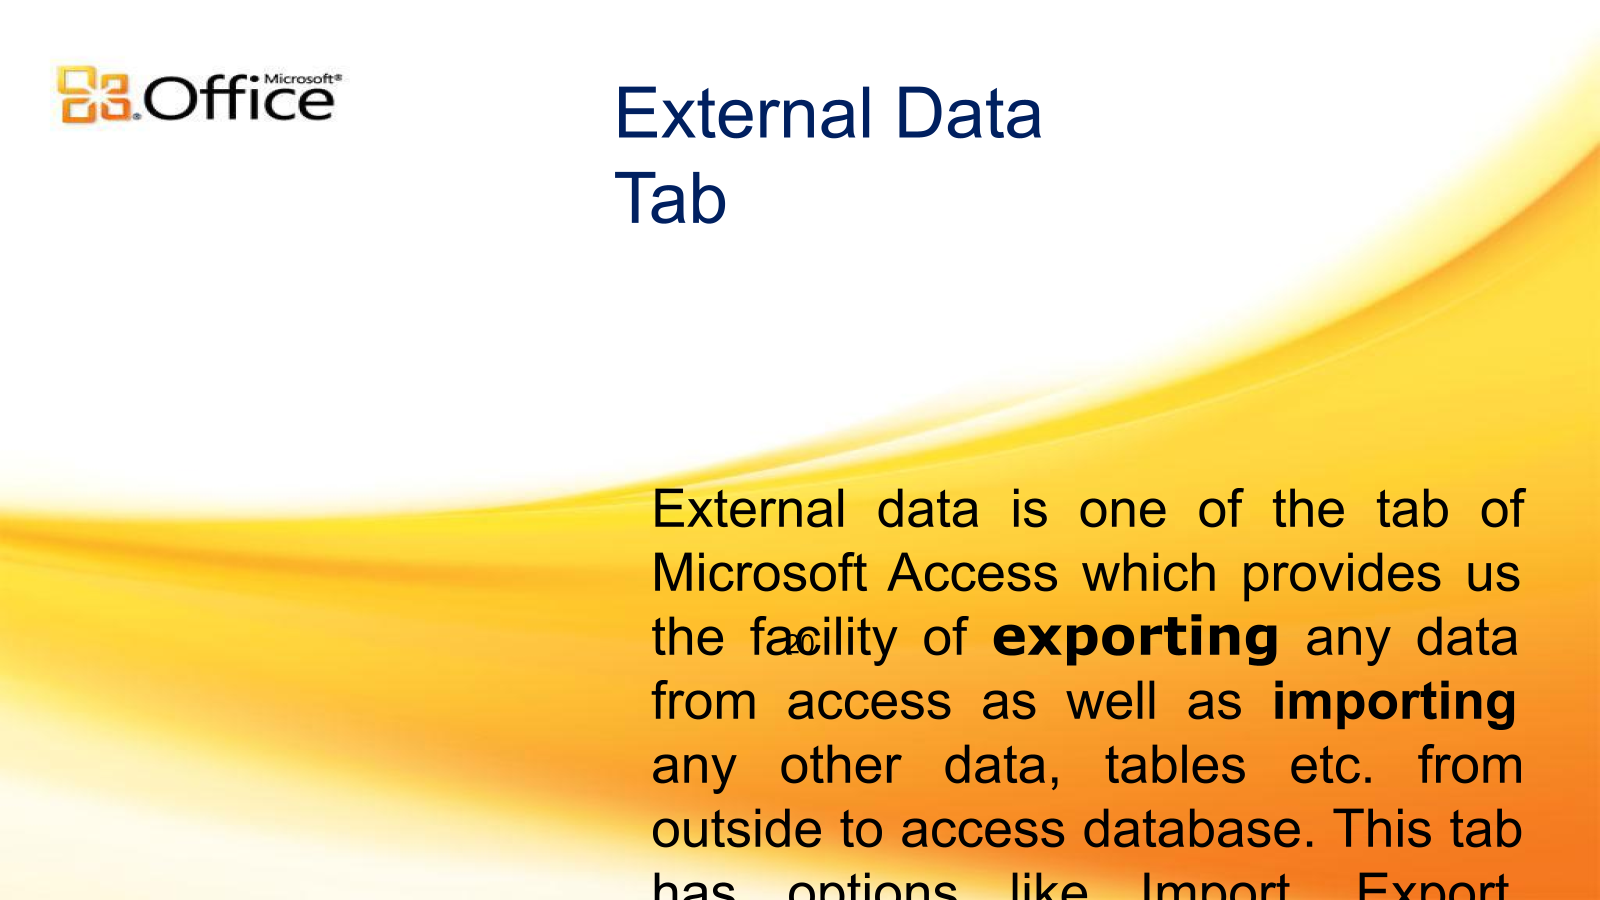 Microsoft®
Office
External Data
Tab
External data is one of the tab of
Microsoft Access which provides us
the facility of exporting any data
20
from access as well as importing
any other data, tables etc. from
outside to access database. This tab
has options like Import, Export,